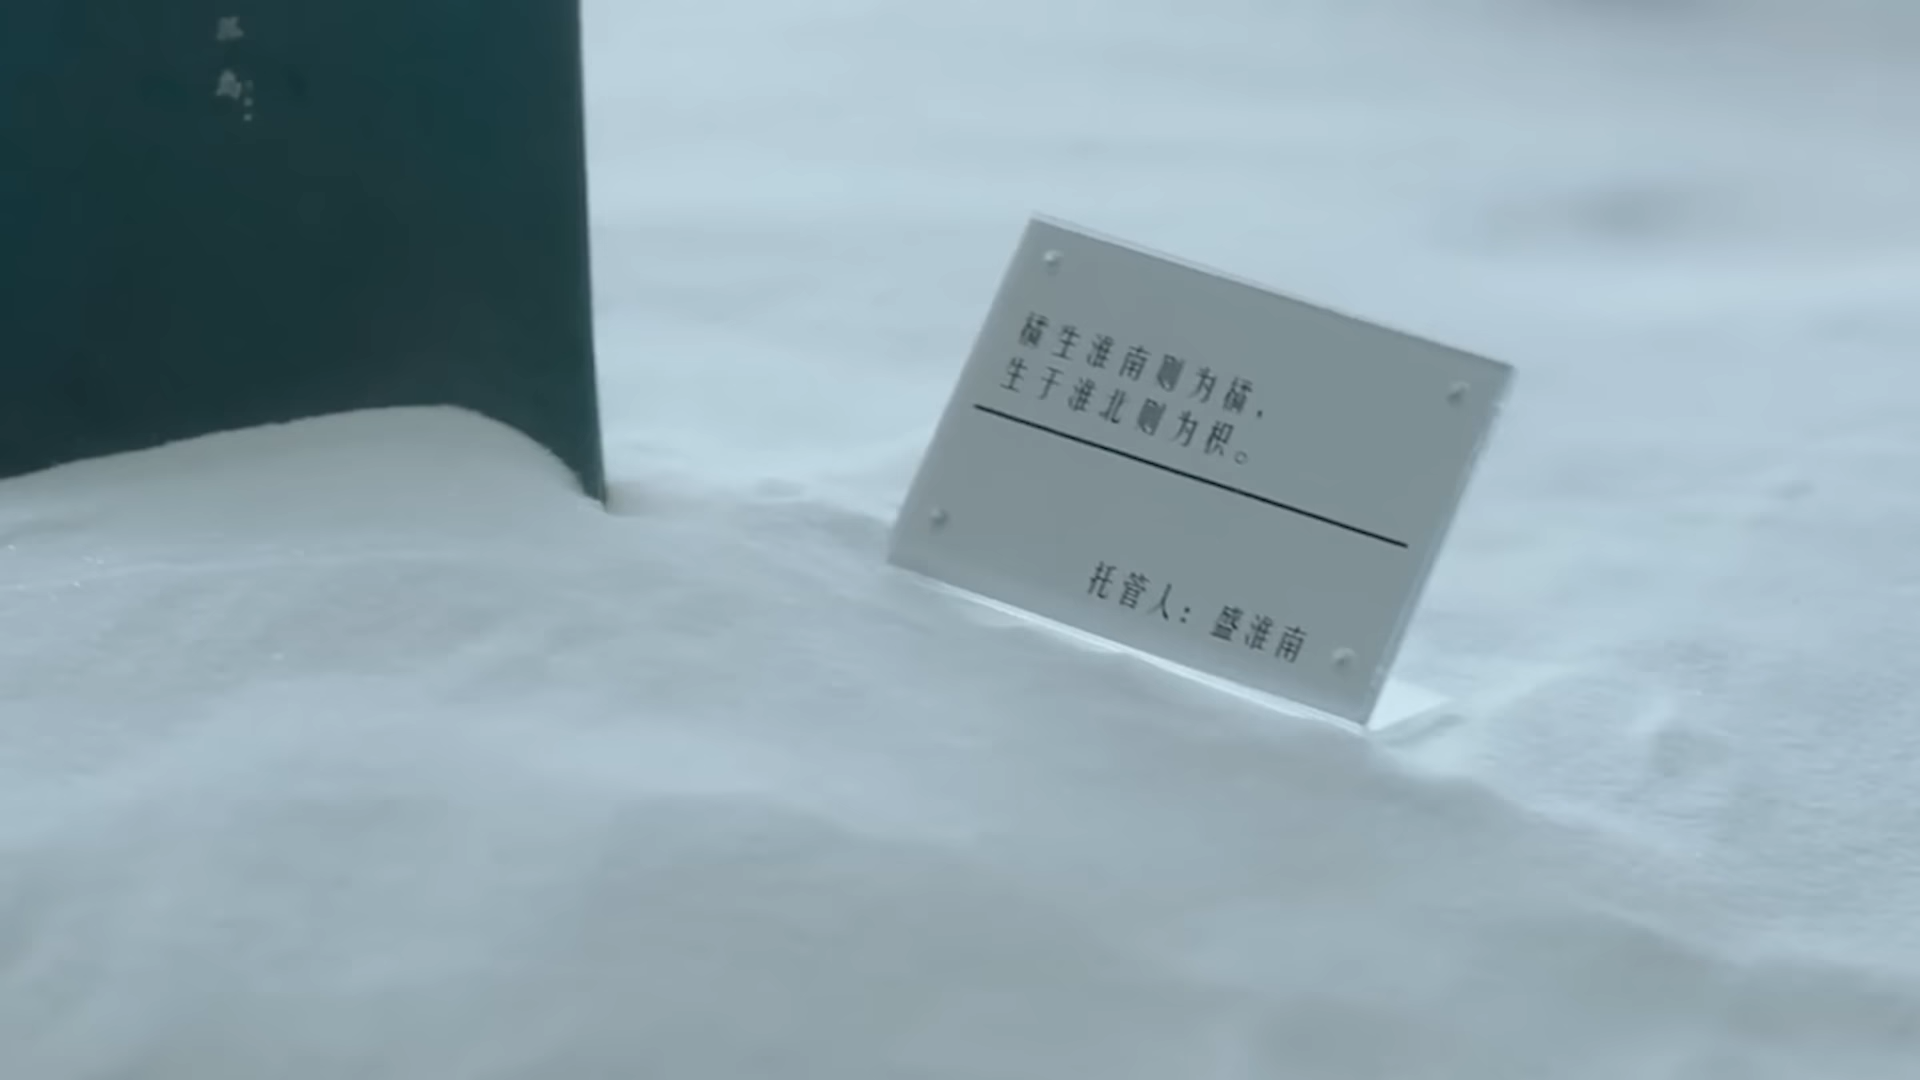 橘生淮南则为橘，
生于淮北则为枳。
托管人：盛淮南